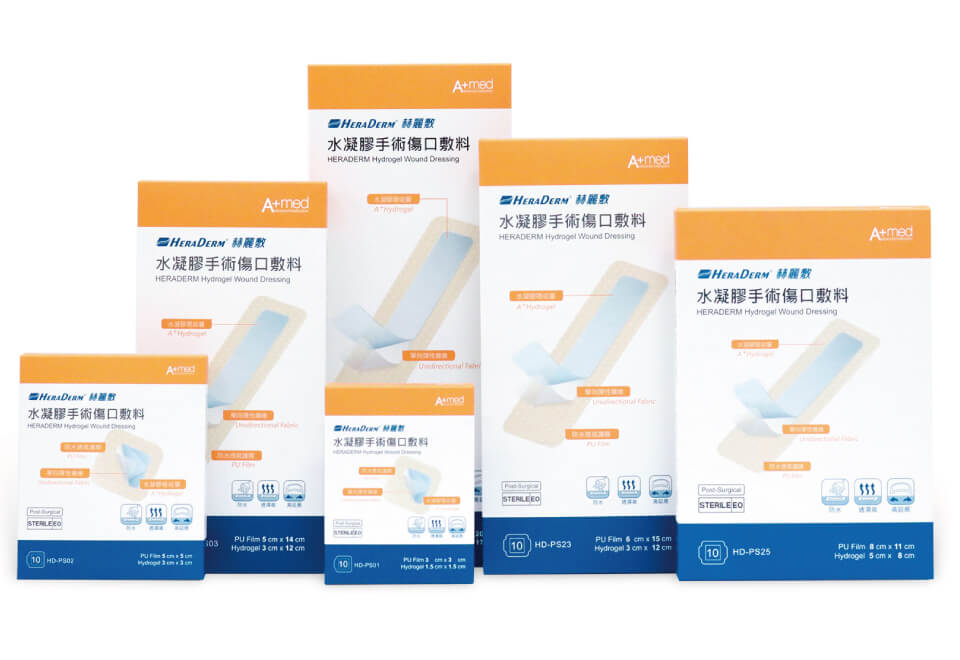 A+med
HERADERM 赫麗敷
水凝膠手術傷口敷料
HERADERM Hydrogel Wound Dressing
水凝膠吸收層
A+Hydrogel
單向彈性纖維
Unidirectional Fabric
A+med
HERADERM 赫麗敷
水凝膠手術傷口敷料
HERADERM Hydrogel Wound Dressing
水凝膠吸收層
A+Hydrogel
單向彈性纖維
Unidirectional Fabric
防水透氣護膜
PU Film
防水
透濕氣
高延展
PU Film 5 cm x 14 cm
Hydrogel 3 cm x 12 cm
A+med
HERADERM 赫麗敷
水凝膠手術傷口敷料
HERADERM Hydrogel Wound Dressing
水凝膠吸收層
A+Hydrogel
單向彈性纖維
Unidirectional Fabric
防水透氣護膜
PU Film
Post-Surgical
STERILE EO
防水
透濕氣
高延展
10 HD-PS23
PU Film 6 cm x 15 cm
Hydrogel 3 cm x 12 cm
A+med
HERADERM 赫麗敷
水凝膠手術傷口敷料
HERADERM Hydrogel Wound Dressing
水凝膠吸收層
A+Hydrogel
單向彈性纖維
Unidirectional Fabric
防水透氣護膜
PU Film
Post-Surgical
STERILE EO
防水
透濕氣
高延展
10 HD-PS25
PU Film 8 cm x 11 cm
Hydrogel 5 cm x 8 cm
A+med
HERADERM 赫麗敷
水凝膠手術傷口敷料
HERADERM Hydrogel Wound Dressing
防水透氣護膜
PU Film
單向彈性纖維
Unidirectional Fabric
水凝膠吸收層
A+Hydrogel
Post-Surgical
STERILE EO
防水
透濕氣
高延展
10 HD-PS02
PU Film 5 cm x 5 cm
Hydrogel 3 cm x 3 cm
A+med
HERADERM 赫麗敷
水凝膠手術傷口敷料
HERADERM Hydrogel Wound Dressing
防水透氣護膜
單向彈性纖維
水凝膠吸收層
Post-Surgical
STERILE EO
10 HD-PS01
PU Film 3 cm x 3 cm
Hydrogel 1.5 cm x 1.5 cm